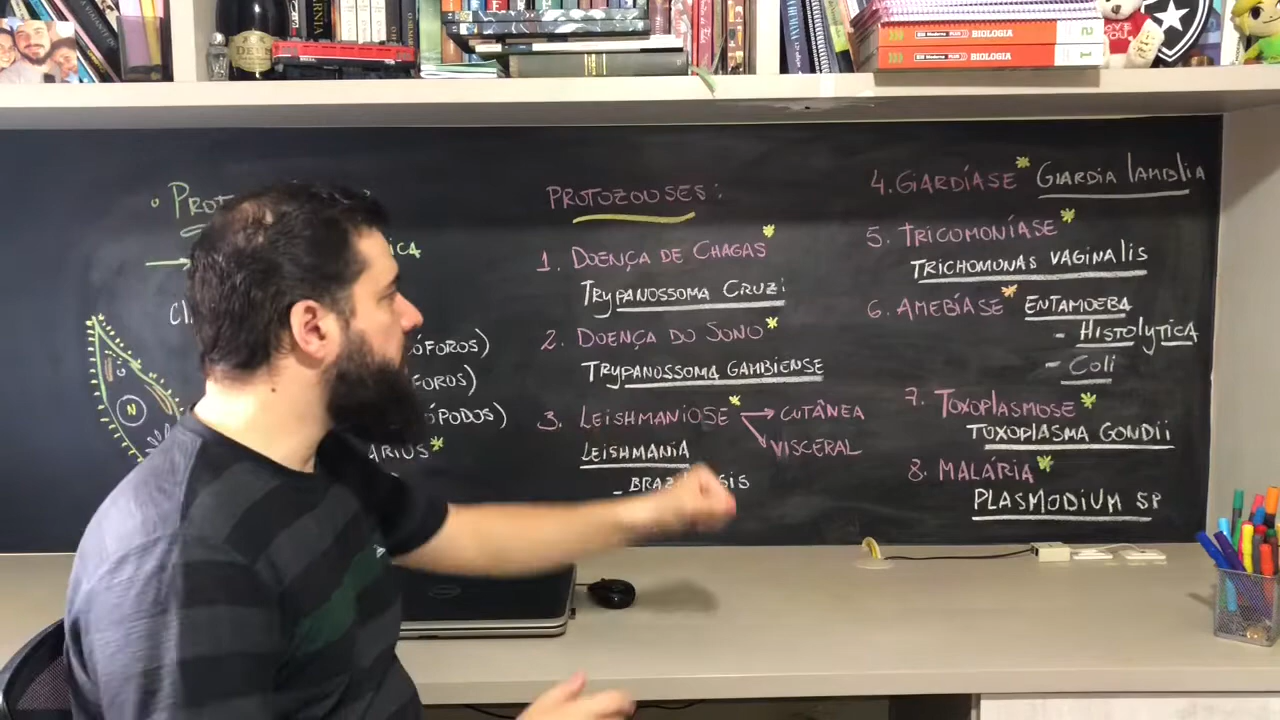 PROTOZOOSES:
1. DOENÇA DE CHAGAS*
TRYPANOSSOMA CRUZI
2. DOENÇA DO SONO*
TRYPANOSSOMA GAMBIENSE
3. LEISHMANIOSE* → CUTÂNEA
VISCERAL
LEISHMANIA
4. GIARDÍASE* GIARDIA LAMBLIA
5. TRICOMONÍASE*
TRICHOMONAS VAGINALIS
6. AMEBÍASE* ENTAMOEBA
- HISTOLYTICA
- COLI
7. TOXOPLASMOSE*
TOXOPLASMA GONDII
8. MALÁRIA*
PLASMODIUM SP
N
BIOLOGIA 2
BIOLOGIA 1